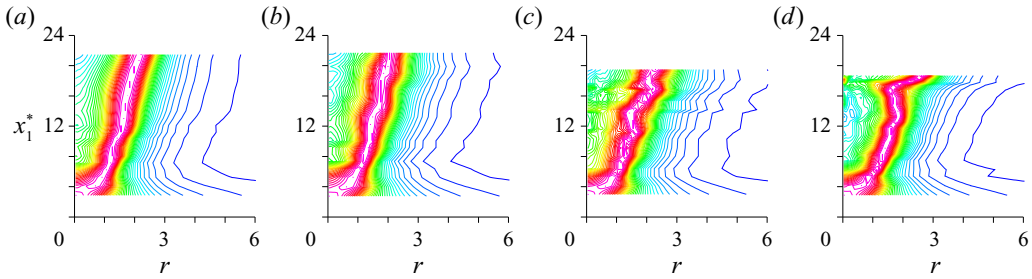 (a) (b) (c) (d)
24 24 24 24
x₁* 12 12 12 12
0 3 6 0 3 6 0 3 6 0 3 6
r r r r